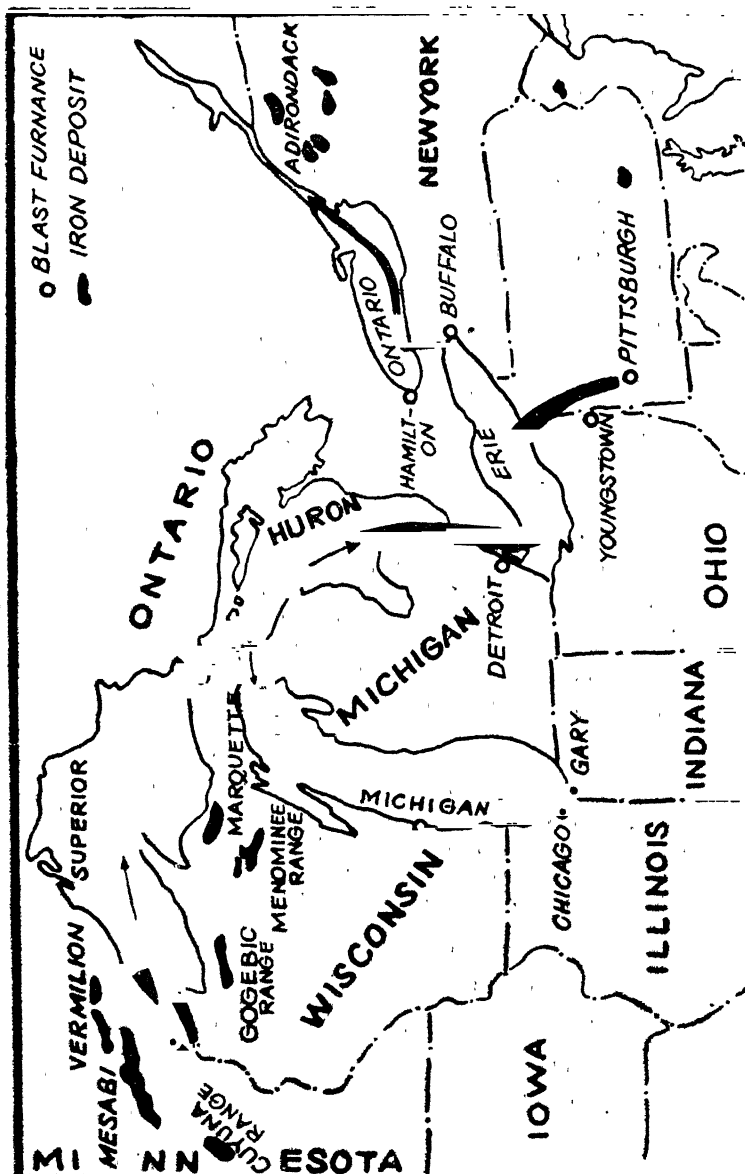 BLAST FURNANCE
IRON DEPOSIT
ADIRONDACK
NEWYORK
ONTARIO
BUFFALO
PITTSBURGH
HAMILT-
ON
ERIE
YOUNGSTOWN
ONTARIO
HURON
DETROIT
OHIO
MICHIGAN
SUPERIOR
MARQUETTE
MENOMINEE
RANGE
MICHIGAN
GARY
INDIANA
CHICAGO
ILLINOIS
VERMILION
MESABI
GOGEBIC
RANGE
WISCONSIN
CUYUNA
RANGE
IOWA
MI NN ESOTA